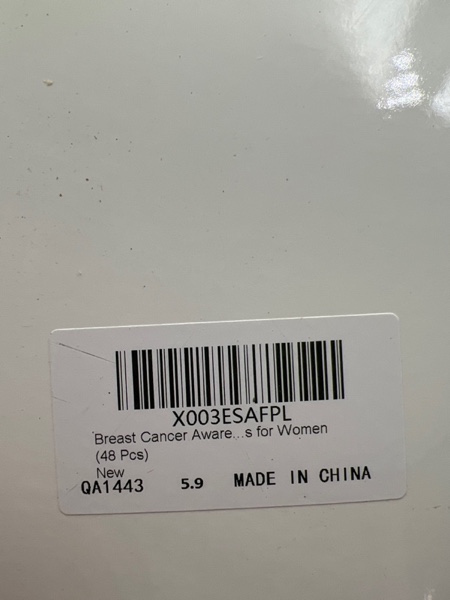 X003ESAFPL
Breast Cancer Aware...s for Women
(48 Pcs)
New
QA1443 5.9 MADE IN CHINA